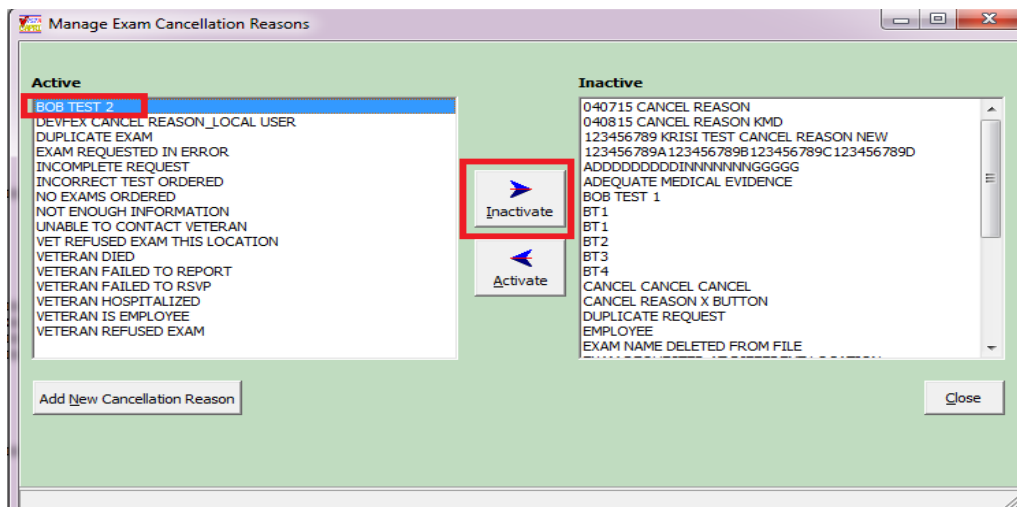 Manage Exam Cancellation Reasons
Active
BOB TEST 2
DEVFEX CANCEL REASON_LOCAL USER
DUPLICATE EXAM
EXAM REQUESTED IN ERROR
INCOMPLETE REQUEST
INCORRECT TEST ORDERED
NO EXAMS ORDERED
NOT ENOUGH INFORMATION
UNABLE TO CONTACT VETERAN
VET REFUSED EXAM THIS LOCATION
VETERAN DIED
VETERAN FAILED TO REPORT
VETERAN FAILED TO RSVP
VETERAN HOSPITALIZED
VETERAN IS EMPLOYEE
VETERAN REFUSED EXAM
Inactivate
Activate
Inactive
040715 CANCEL REASON
040815 CANCEL REASON KMD
123456789 KRISI TEST CANCEL REASON NEW
123456789A123456789B123456789C123456789D
ADDDDDDDDDINNNNNNNGGGGG
ADEQUATE MEDICAL EVIDENCE
BOB TEST 1
BT1
BT1
BT2
BT3
BT4
CANCEL CANCEL CANCEL
CANCEL REASON X BUTTON
DUPLICATE REQUEST
EMPLOYEE
EXAM NAME DELETED FROM FILE
Add New Cancellation Reason
Close